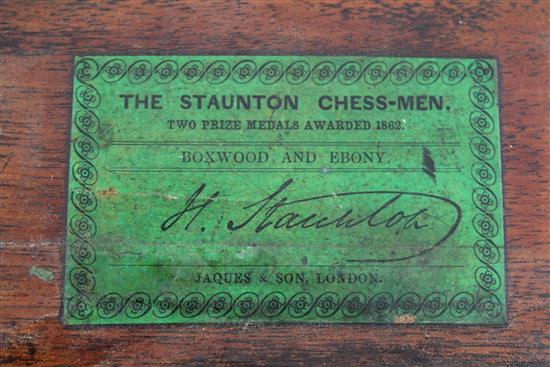 THE STAUNTON CHESS-MEN.
TWO PRIZE MEDALS AWARDED 1862.
BOXWOOD AND EBONY.
H. Staunton
JAQUES & SON, LONDON.